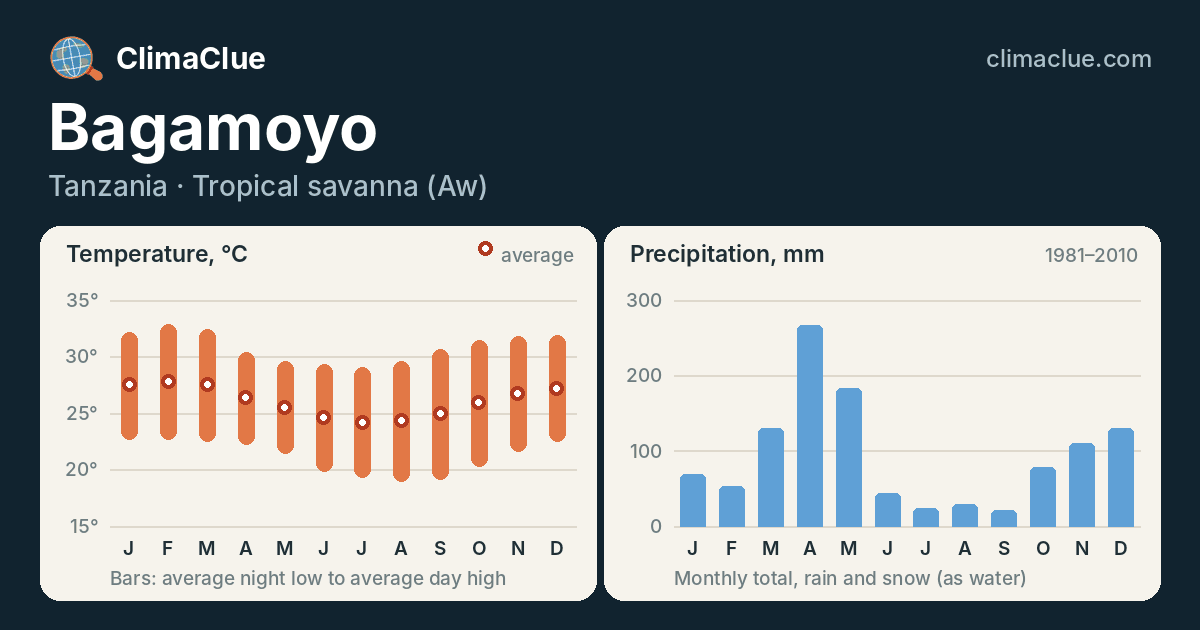 ClimaClue
climaclue.com
Bagamoyo
Tanzania · Tropical savanna (Aw)
Temperature, °C
average
35°
30°
25°
20°
15°
J F M A M J J A S O N D
Bars: average night low to average day high
Precipitation, mm
1981–2010
300
200
100
0
J F M A M J J A S O N D
Monthly total, rain and snow (as water)